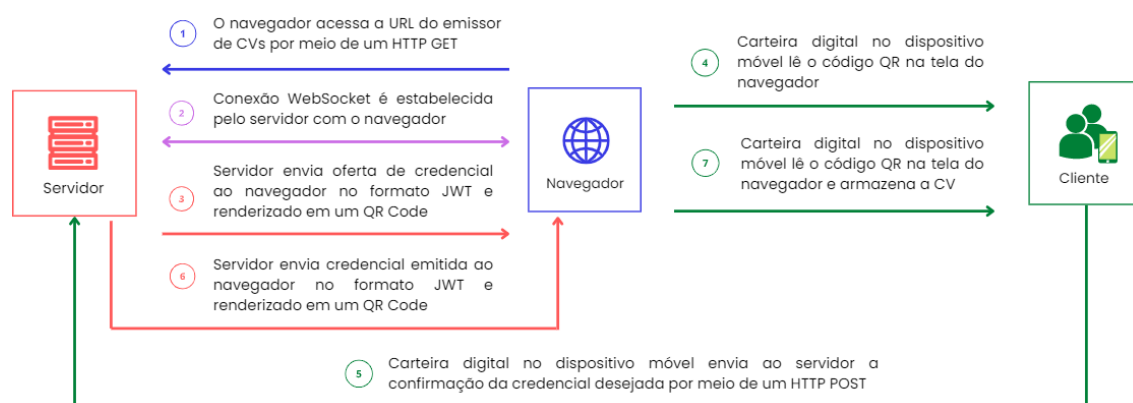 1
O navegador acessa a URL do emissor
de CVs por meio de um HTTP GET
2
Conexão WebSocket é estabelecida
pelo servidor com o navegador
3
Servidor envia oferta de credencial
ao navegador no formato JWT e
renderizado em um QR Code
6
Servidor envia credencial emitida ao
navegador no formato JWT e
renderizado em um QR Code
4
Carteira digital no dispositivo
móvel lê o código QR na tela do
navegador
7
Carteira digital no dispositivo
móvel lê o código QR na tela do
navegador e armazena a CV
Servidor
Navegador
Cliente
5
Carteira digital no dispositivo móvel envia ao servidor a
confirmação da credencial desejada por meio de um HTTP POST